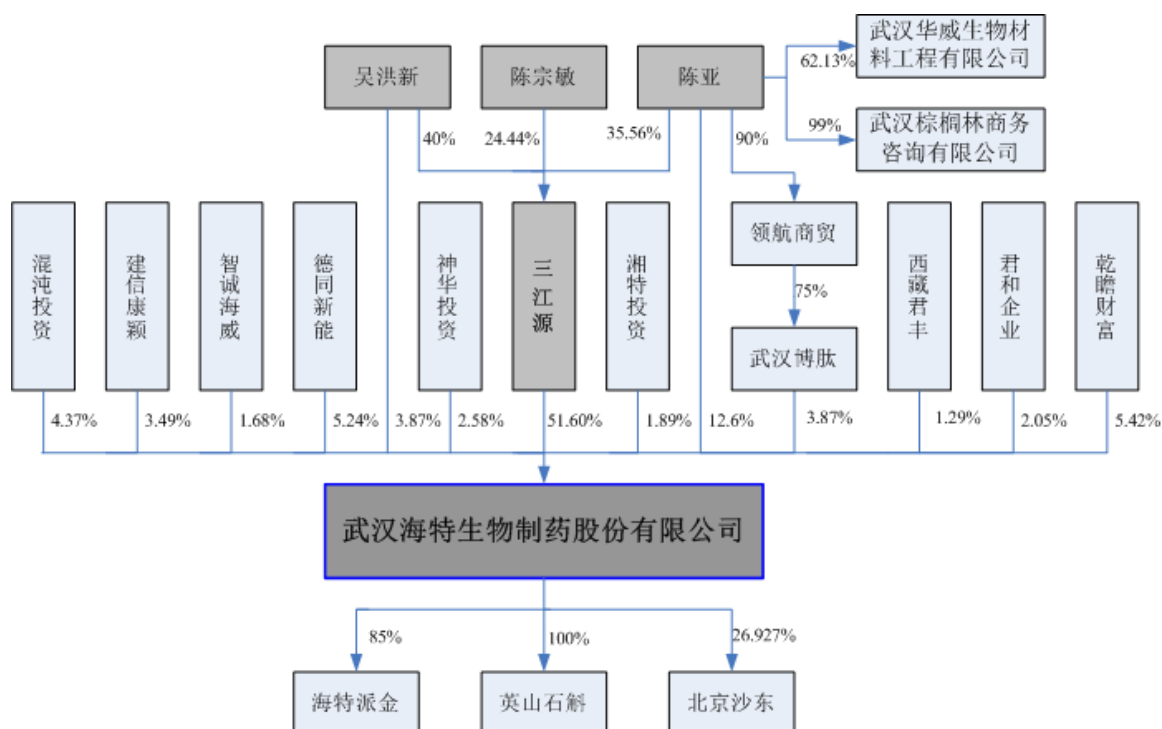 武汉华威生物材
料工程有限公司
吴洪新
陈宗敏
陈亚
62.13%
99%
武汉棕榈林商务
咨询有限公司
40%
24.44%
35.56%
90%
混沌投资
建信康颖
智诚海威
德同新能
神华投资
三江源
湘特投资
领航商贸
75%
武汉博肽
西藏君丰
君和企业
乾瞻财富
4.37%
3.49%
1.68%
5.24%
3.87%
2.58%
51.60%
1.89%
12.6%
3.87%
1.29%
2.05%
5.42%
武汉海特生物制药股份有限公司
85%
100%
26.927%
海特派金
英山石斛
北京沙东